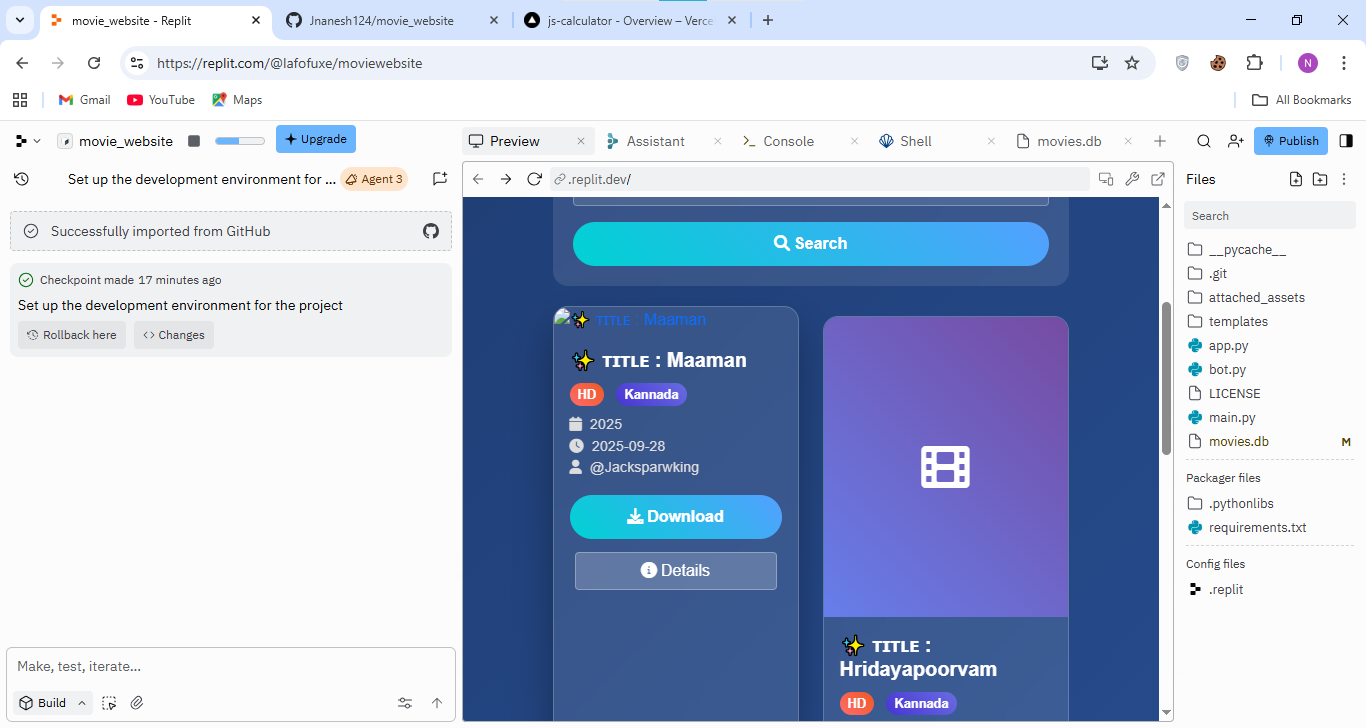 movie_website - Replit
Jnanesh124/movie_website
js-calculator - Overview – Verce
https://replit.com/@lafofuxe/moviewebsite
N
Gmail
YouTube
Maps
All Bookmarks
movie_website
Upgrade
Preview
Assistant
Console
Shell
movies.db
Publish
Set up the development environment for ...
Agent 3
.replit.dev/
Files
Successfully imported from GitHub
Checkpoint made 17 minutes ago
Set up the development environment for the project
Rollback here
Changes
Search
✨ ᴛɪᴛʟᴇ : Maaman
✨ ᴛɪᴛʟᴇ : Maaman
HD
Kannada
2025
2025-09-28
@Jacksparwking
Download
Details
✨ ᴛɪᴛʟᴇ :
Hridayapoorvam
HD
Kannada
Search
__pycache__
.git
attached_assets
templates
app.py
bot.py
LICENSE
main.py
movies.db M
Packager files
.pythonlibs
requirements.txt
Config files
.replit
Make, test, iterate...
Build